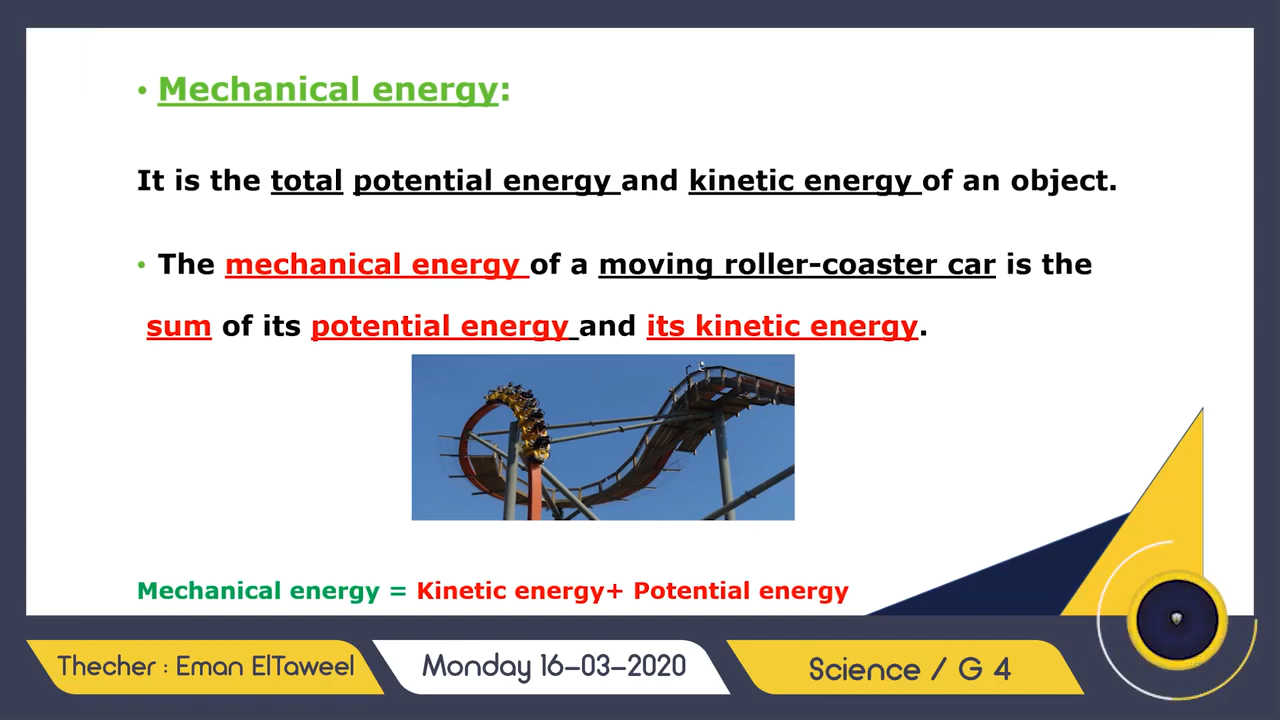 • Mechanical energy:
It is the total potential energy and kinetic energy of an object.
• The mechanical energy of a moving roller-coaster car is the
sum of its potential energy and its kinetic energy.
Mechanical energy = Kinetic energy+ Potential energy
Thecher : Eman ElTaweel
Monday 16-03-2020
Science / G 4